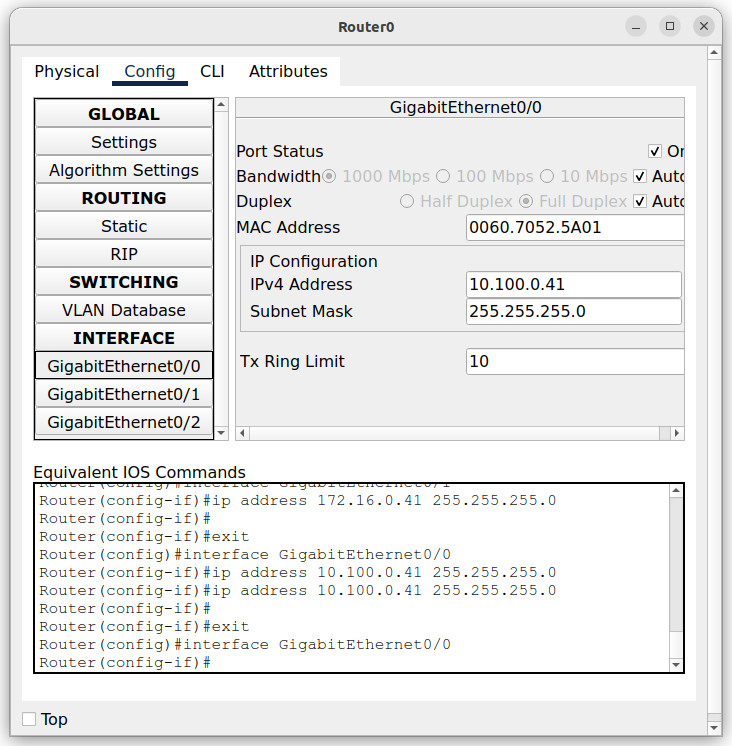 Router0
Physical Config CLI Attributes
GLOBAL
Settings
Algorithm Settings
ROUTING
Static
RIP
SWITCHING
VLAN Database
INTERFACE
GigabitEthernet0/0
GigabitEthernet0/1
GigabitEthernet0/2
GigabitEthernet0/0
Port Status On
Bandwidth 1000 Mbps 100 Mbps 10 Mbps Auto
Duplex Half Duplex Full Duplex Auto
MAC Address 0060.7052.5A01
IP Configuration
IPv4 Address 10.100.0.41
Subnet Mask 255.255.255.0
Tx Ring Limit 10
Equivalent IOS Commands
Router(config)#interface GigabitEthernet0/1
Router(config-if)#ip address 172.16.0.41 255.255.255.0
Router(config-if)#
Router(config-if)#exit
Router(config)#interface GigabitEthernet0/0
Router(config-if)#ip address 10.100.0.41 255.255.255.0
Router(config-if)#ip address 10.100.0.41 255.255.255.0
Router(config-if)#
Router(config-if)#exit
Router(config)#interface GigabitEthernet0/0
Router(config-if)#
Top